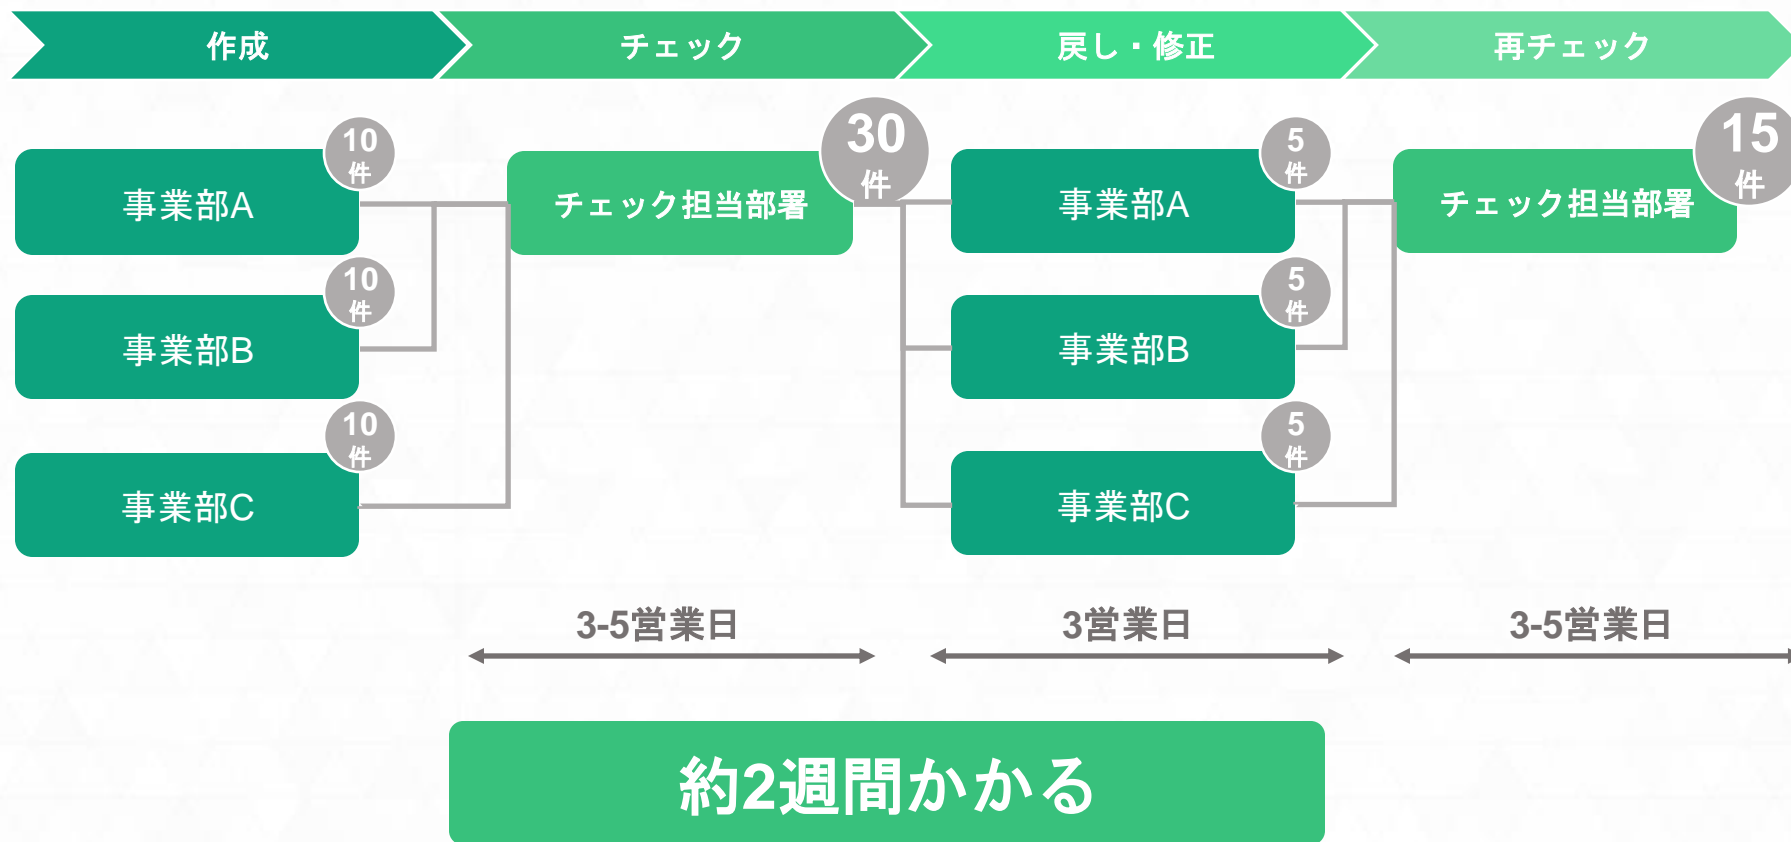 作成
チェック
戻し・修正
再チェック
10
件
事業部A
10
件
事業部B
10
件
事業部C
30
件
チェック担当部署
5
件
事業部A
5
件
事業部B
5
件
事業部C
15
件
チェック担当部署
3-5営業日
3営業日
3-5営業日
約2週間かかる